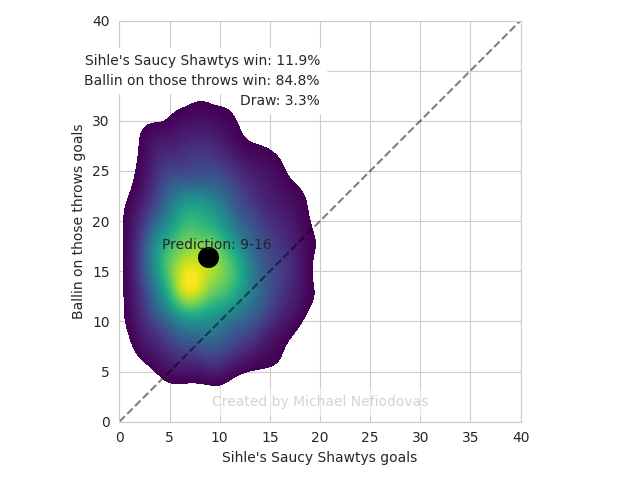 40
Sihle's Saucy Shawtys win: 11.9%
Ballin on those throws win: 84.8%
Draw: 3.3%
30
25
20
15
10
5
0
Ballin on those throws goals
Prediction: 9-16
Created by Michael Nefiodovas
0 5 10 15 20 25 30 35 40
Sihle's Saucy Shawtys goals